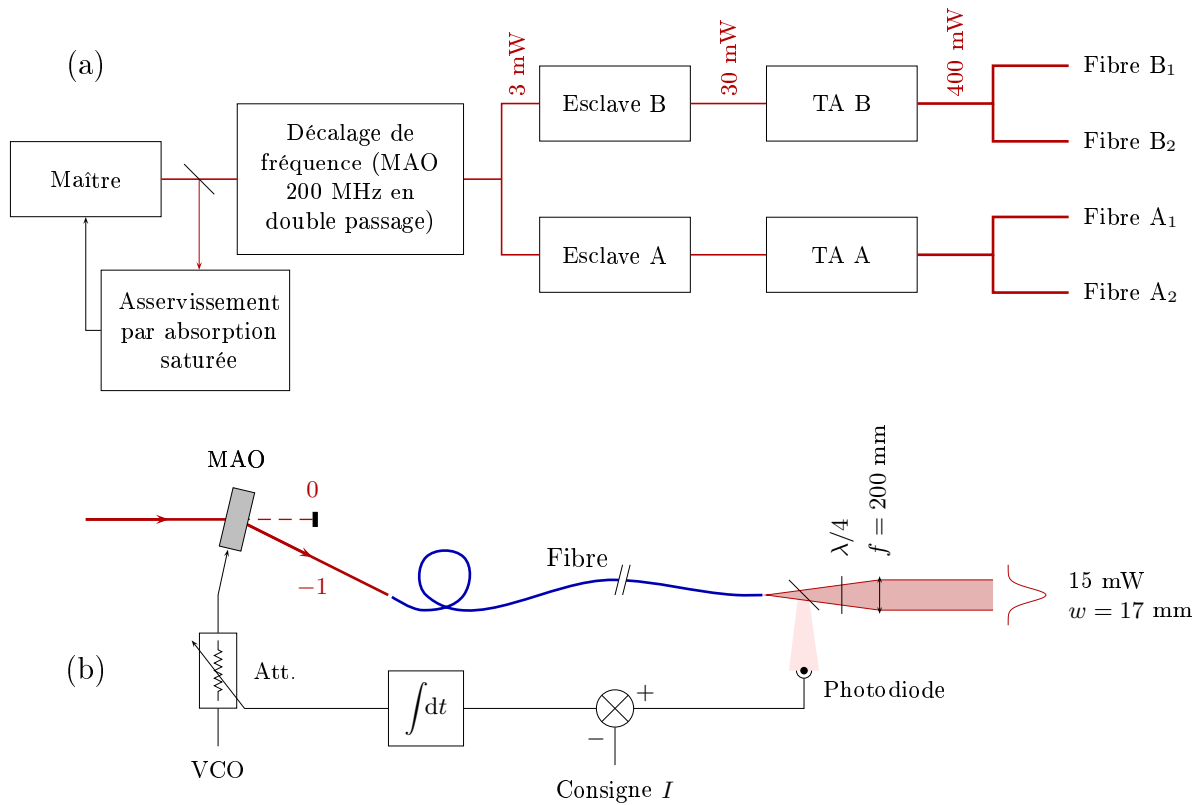 (a)
Maître
Asservissement
par absorption
saturée
Décalage de
fréquence (MAO
200 MHz en
double passage)
3 mW
Esclave B
30 mW
TA B
400 mW
Fibre B₁
Fibre B₂
Esclave A
TA A
Fibre A₁
Fibre A₂
(b)
MAO
0
−1
Fibre
λ/4
f = 200 mm
15 mW
w = 17 mm
Photodiode
Att.
∫dt
+
−
VCO
Consigne I